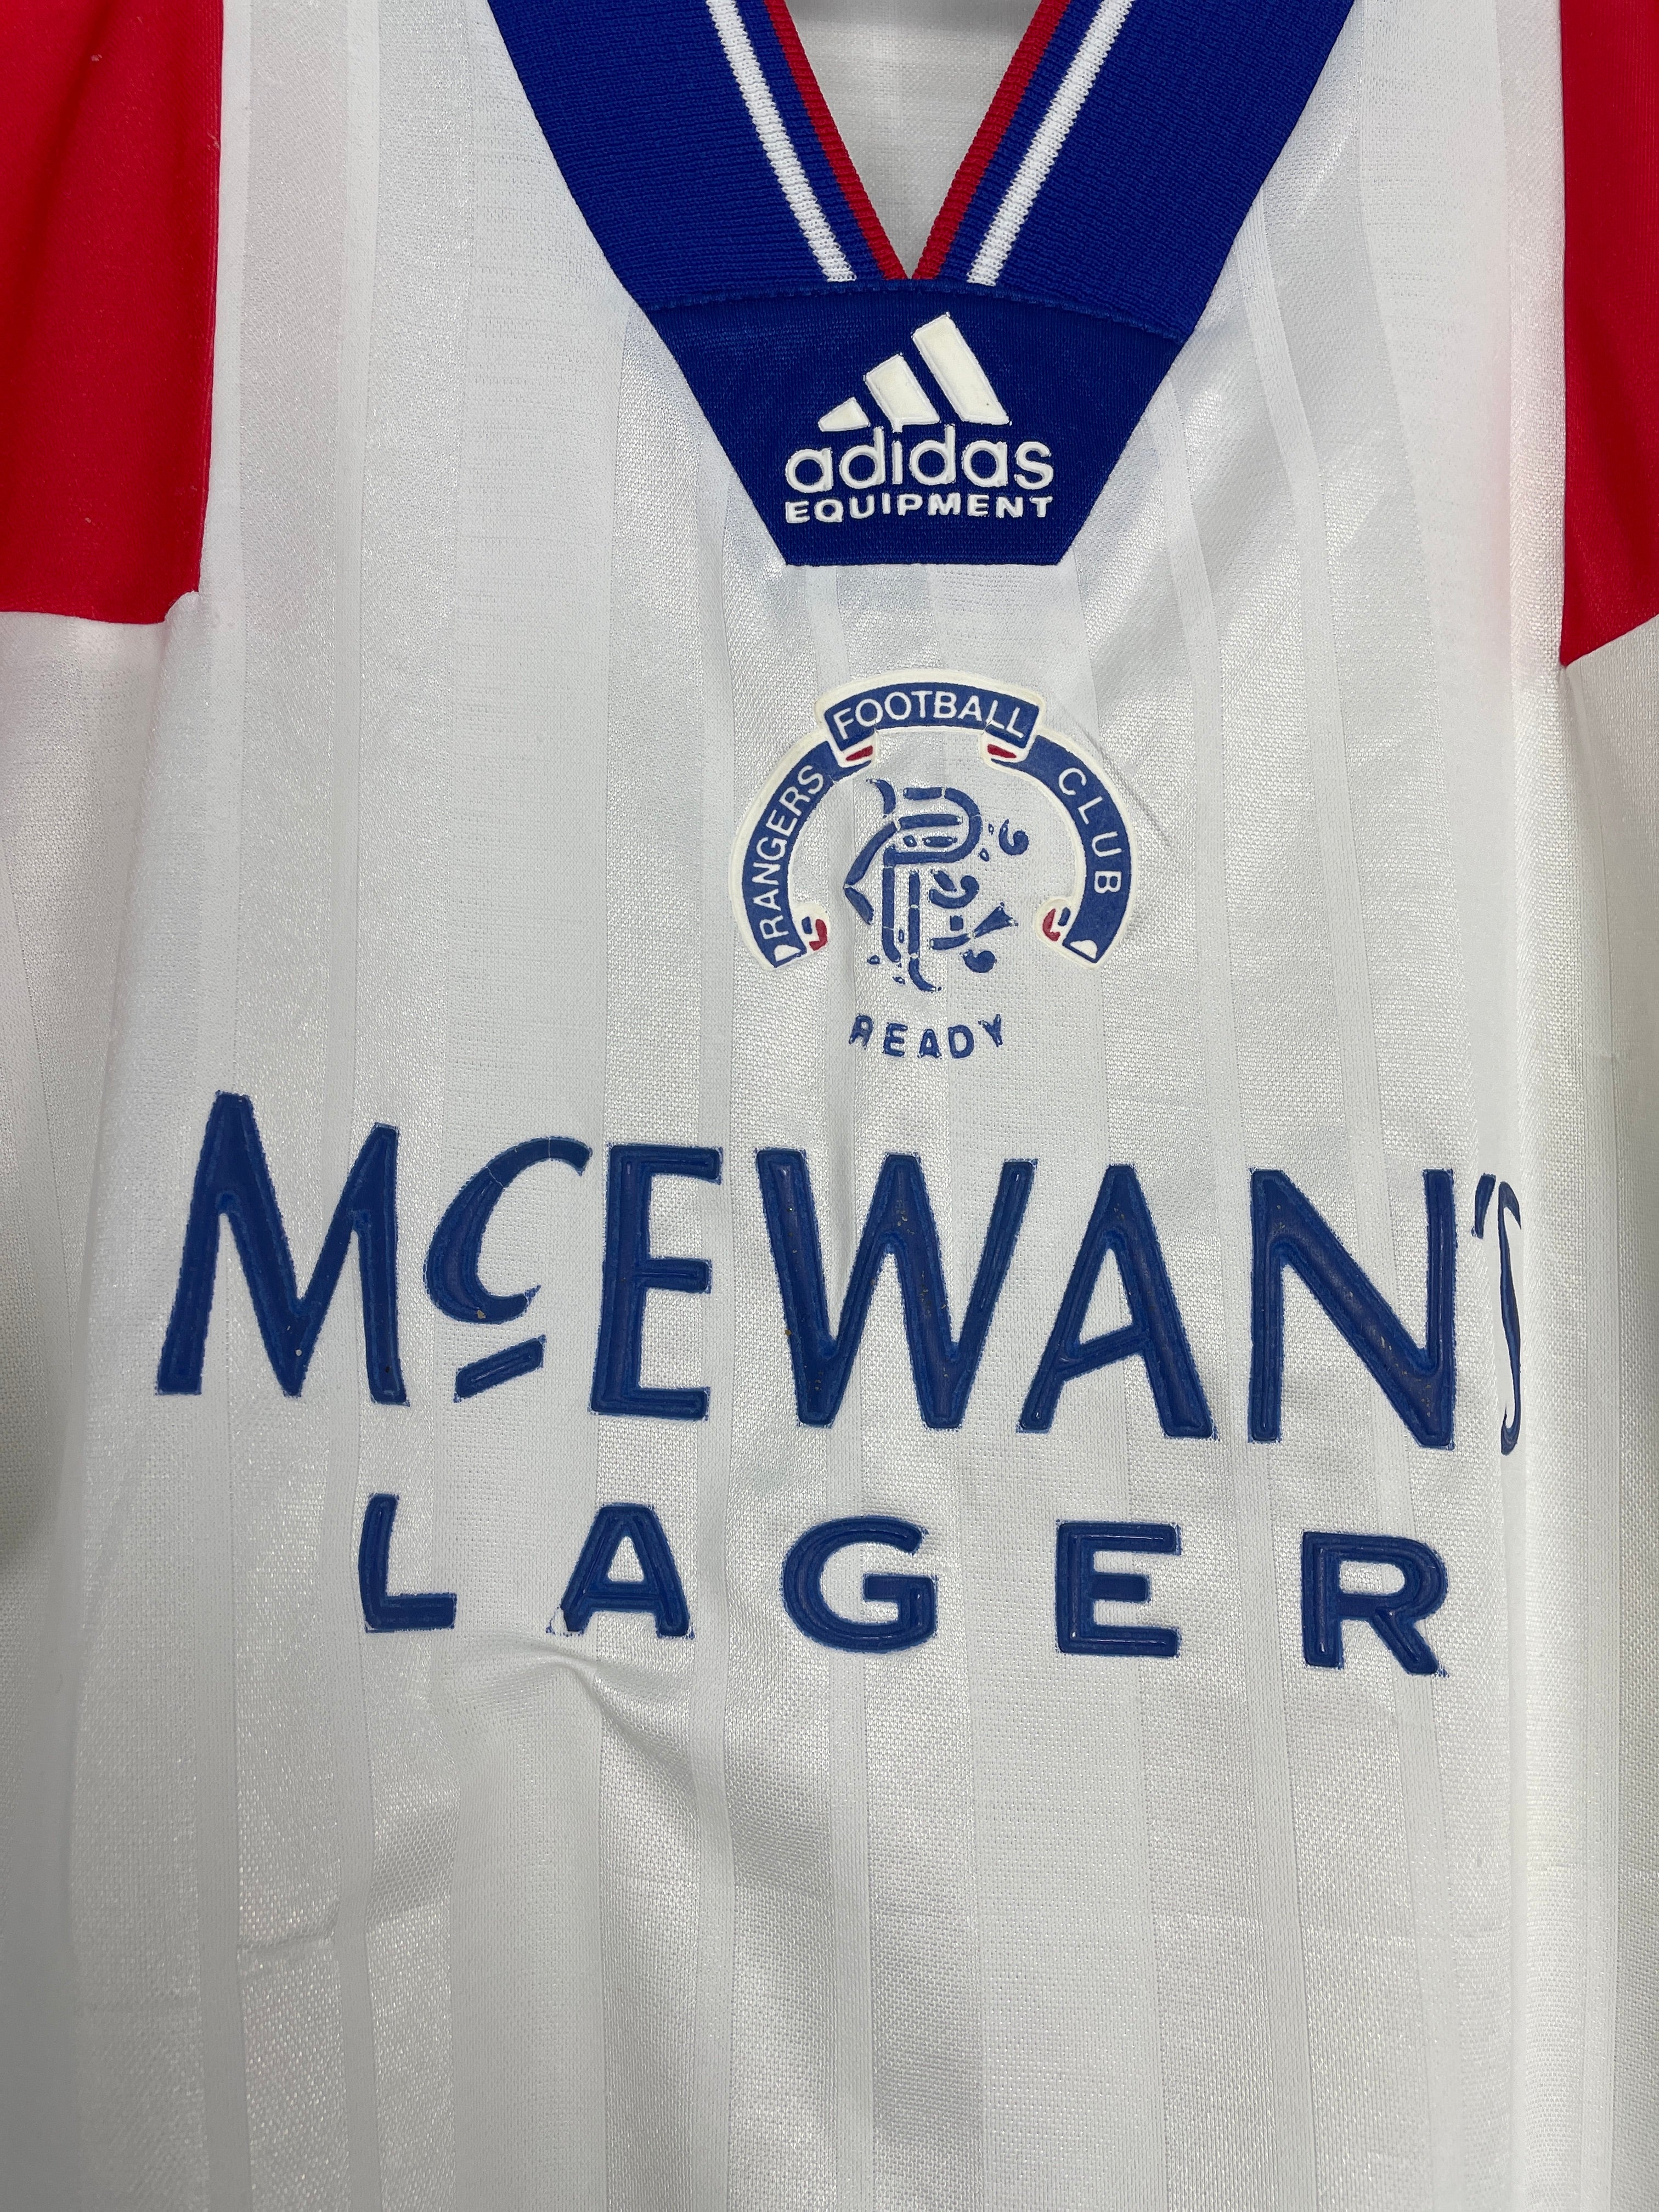 adidas
EQUIPMENT
RANGERS FOOTBALL CLUB
READY
McEWAN'S
LAGER